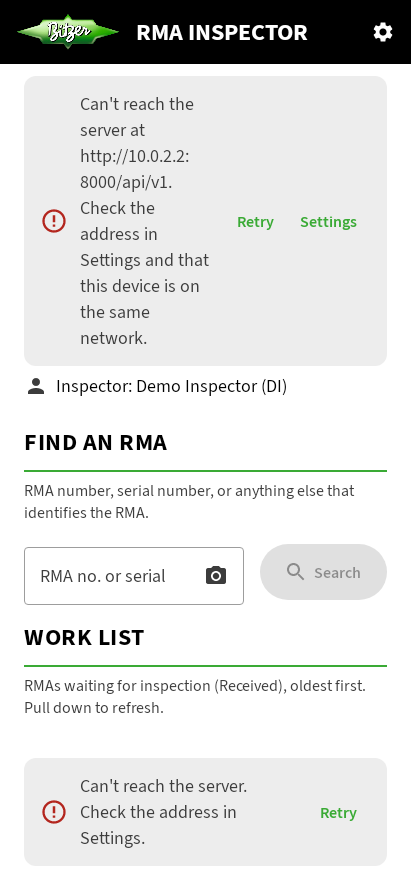 Bitzer
RMA INSPECTOR
Can't reach the
server at
http://10.0.2.2:
8000/api/v1.
Check the
address in
Settings and that
this device is on
the same
network.
Retry
Settings
Inspector: Demo Inspector (DI)
FIND AN RMA
RMA number, serial number, or anything else that
identifies the RMA.
RMA no. or serial
Search
WORK LIST
RMAs waiting for inspection (Received), oldest first.
Pull down to refresh.
Can't reach the server.
Check the address in
Settings.
Retry